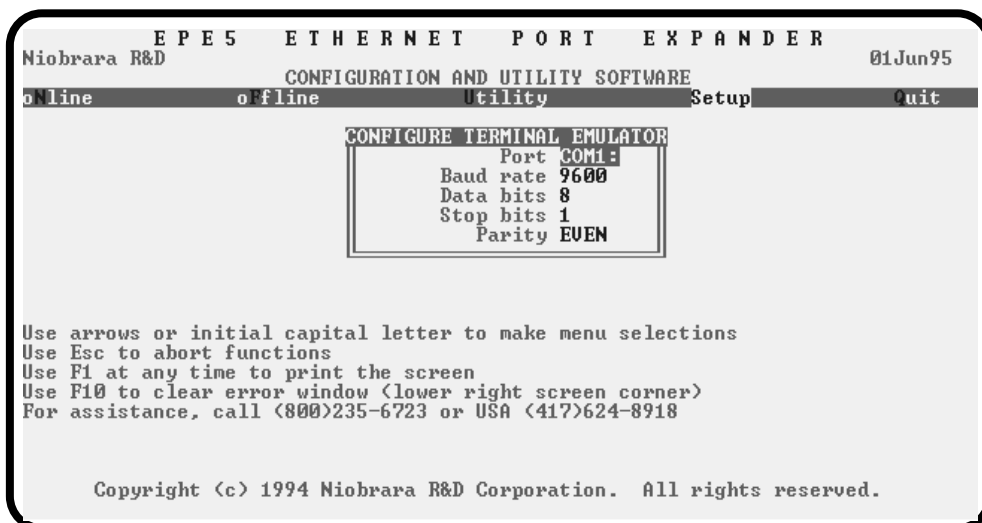 EPE5 ETHERNET PORT EXPANDER
Niobrara R&D 01Jun95
CONFIGURATION AND UTILITY SOFTWARE
oNline oFfline Utility Setup Quit
CONFIGURE TERMINAL EMULATOR
Port COM1:
Baud rate 9600
Data bits 8
Stop bits 1
Parity EVEN
Use arrows or initial capital letter to make menu selections
Use Esc to abort functions
Use F1 at any time to print the screen
Use F10 to clear error window (lower right screen corner)
For assistance, call (800)235-6723 or USA (417)624-8918
Copyright (c) 1994 Niobrara R&D Corporation. All rights reserved.